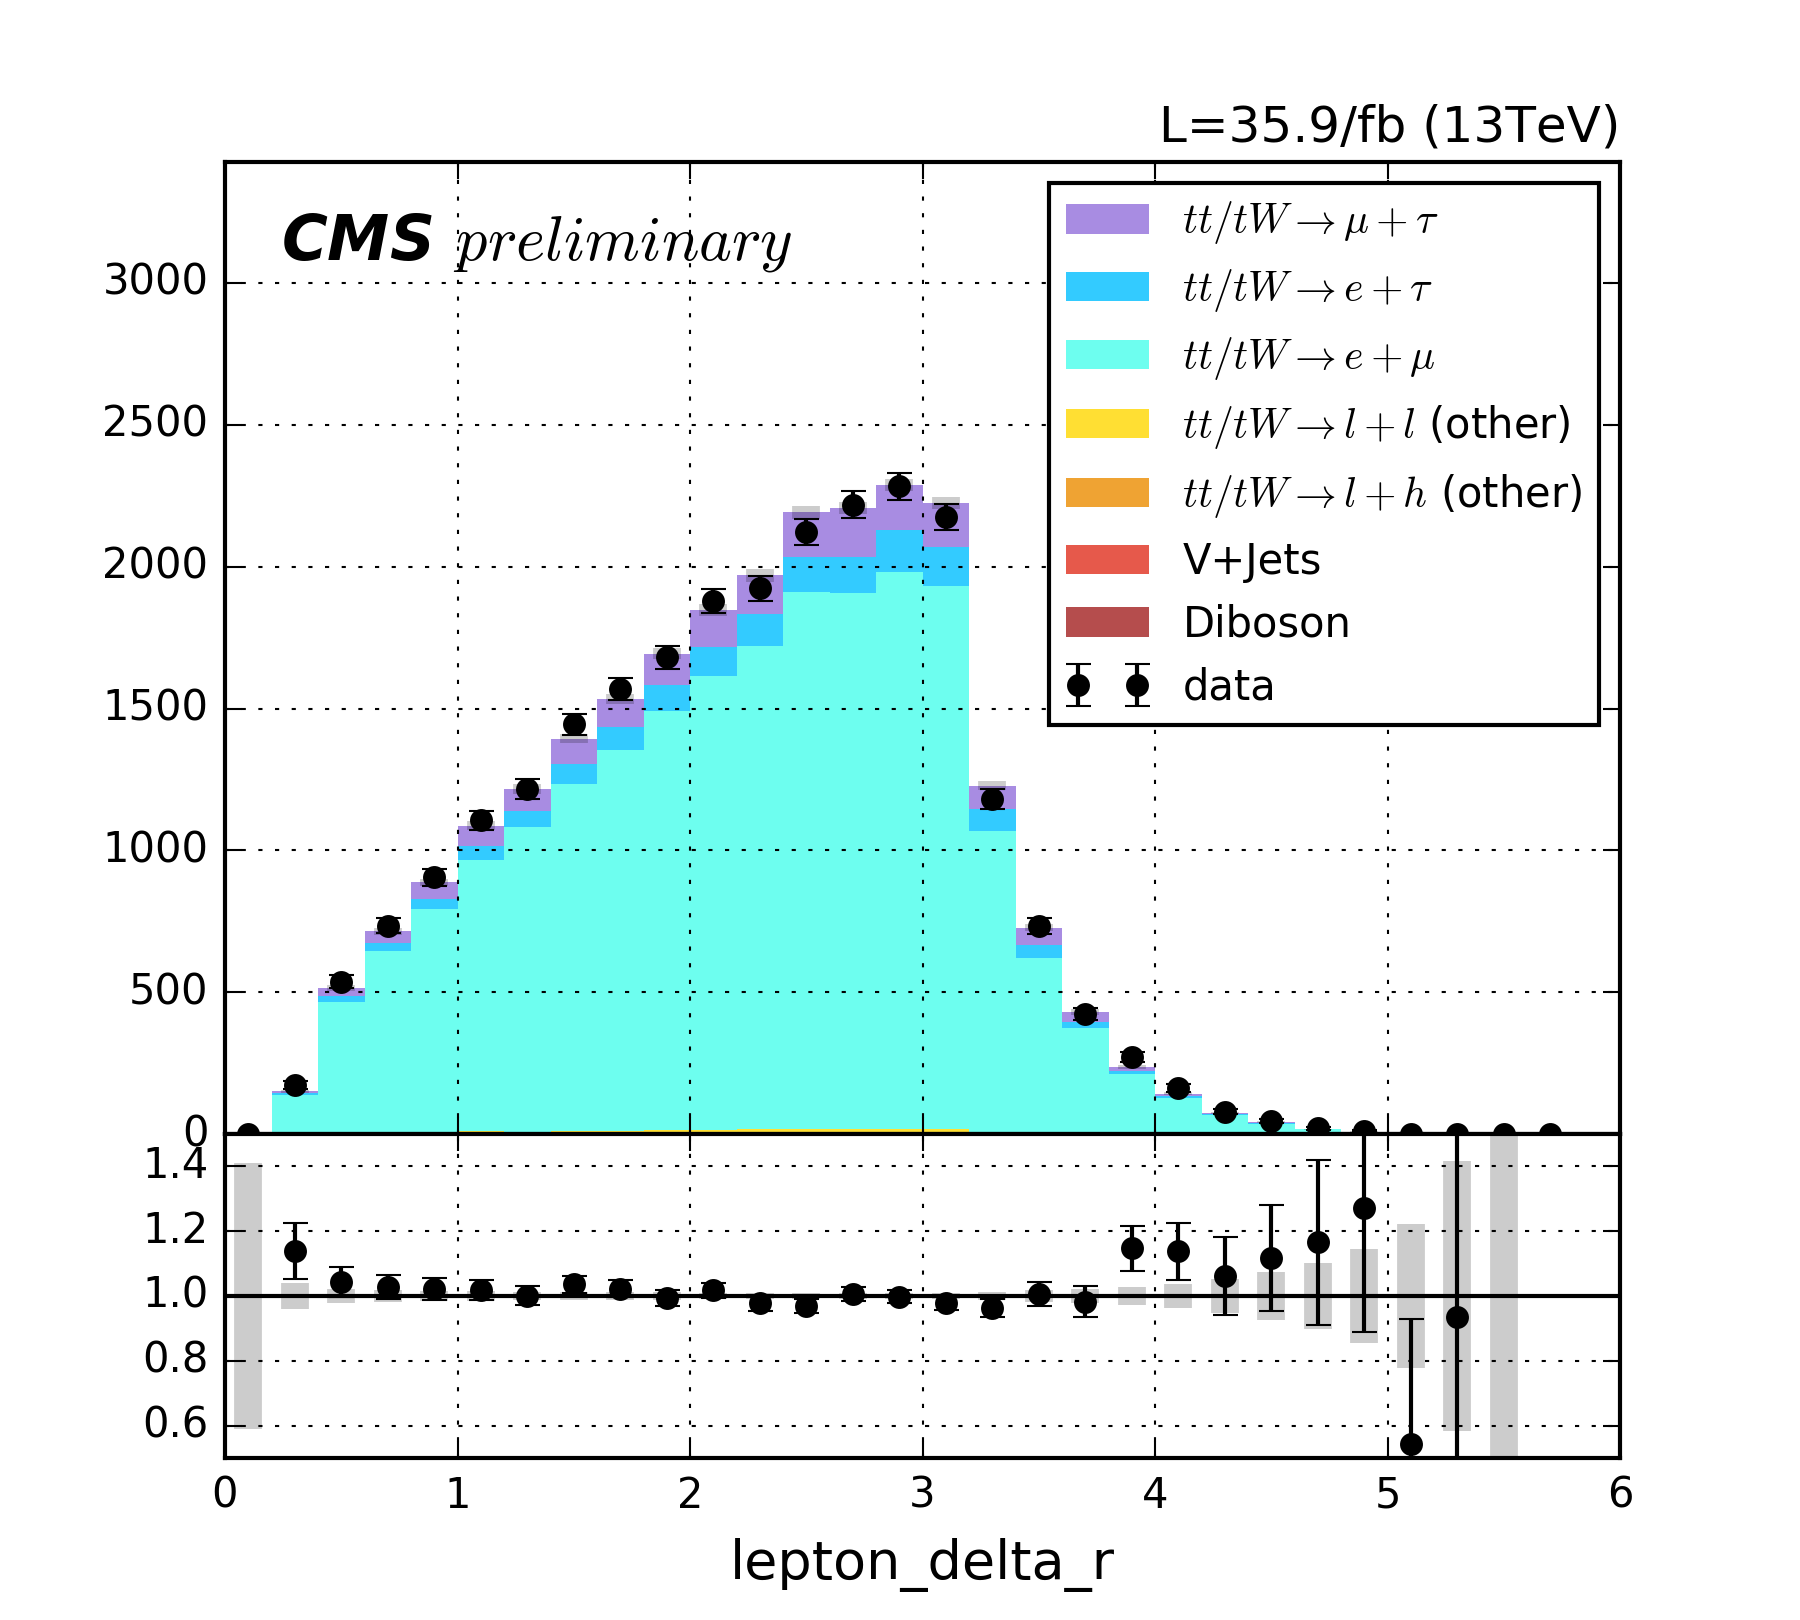 L=35.9/fb (13TeV)
CMS preliminary
tt/tW → μ + τ
tt/tW → e + τ
tt/tW → e + μ
tt/tW → l + l (other)
tt/tW → l + h (other)
V+Jets
Diboson
data
3000
2500
2000
1500
1000
500
0
1.4
1.2
1.0
0.8
0.6
0 1 2 3 4 5 6
lepton_delta_r